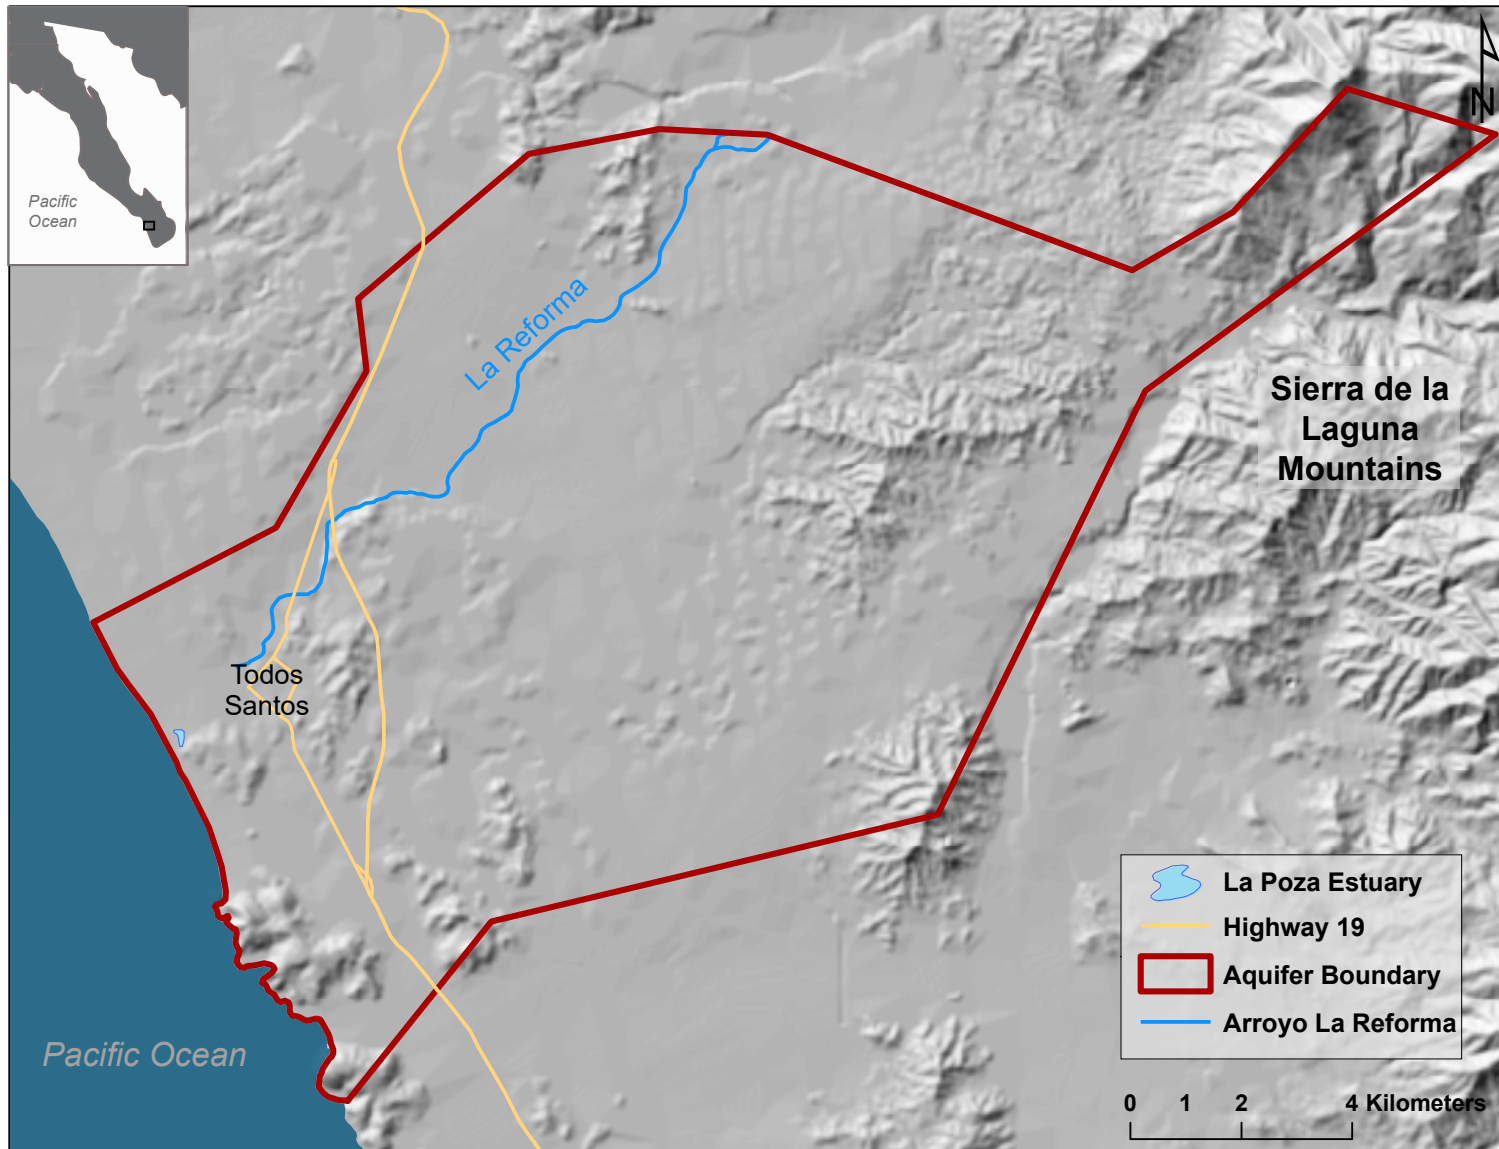 Pacific
Ocean
N
La Reforma
Sierra de la
Laguna
Mountains
Todos
Santos
Pacific Ocean
La Poza Estuary
Highway 19
Aquifer Boundary
Arroyo La Reforma
0 1 2 4 Kilometers